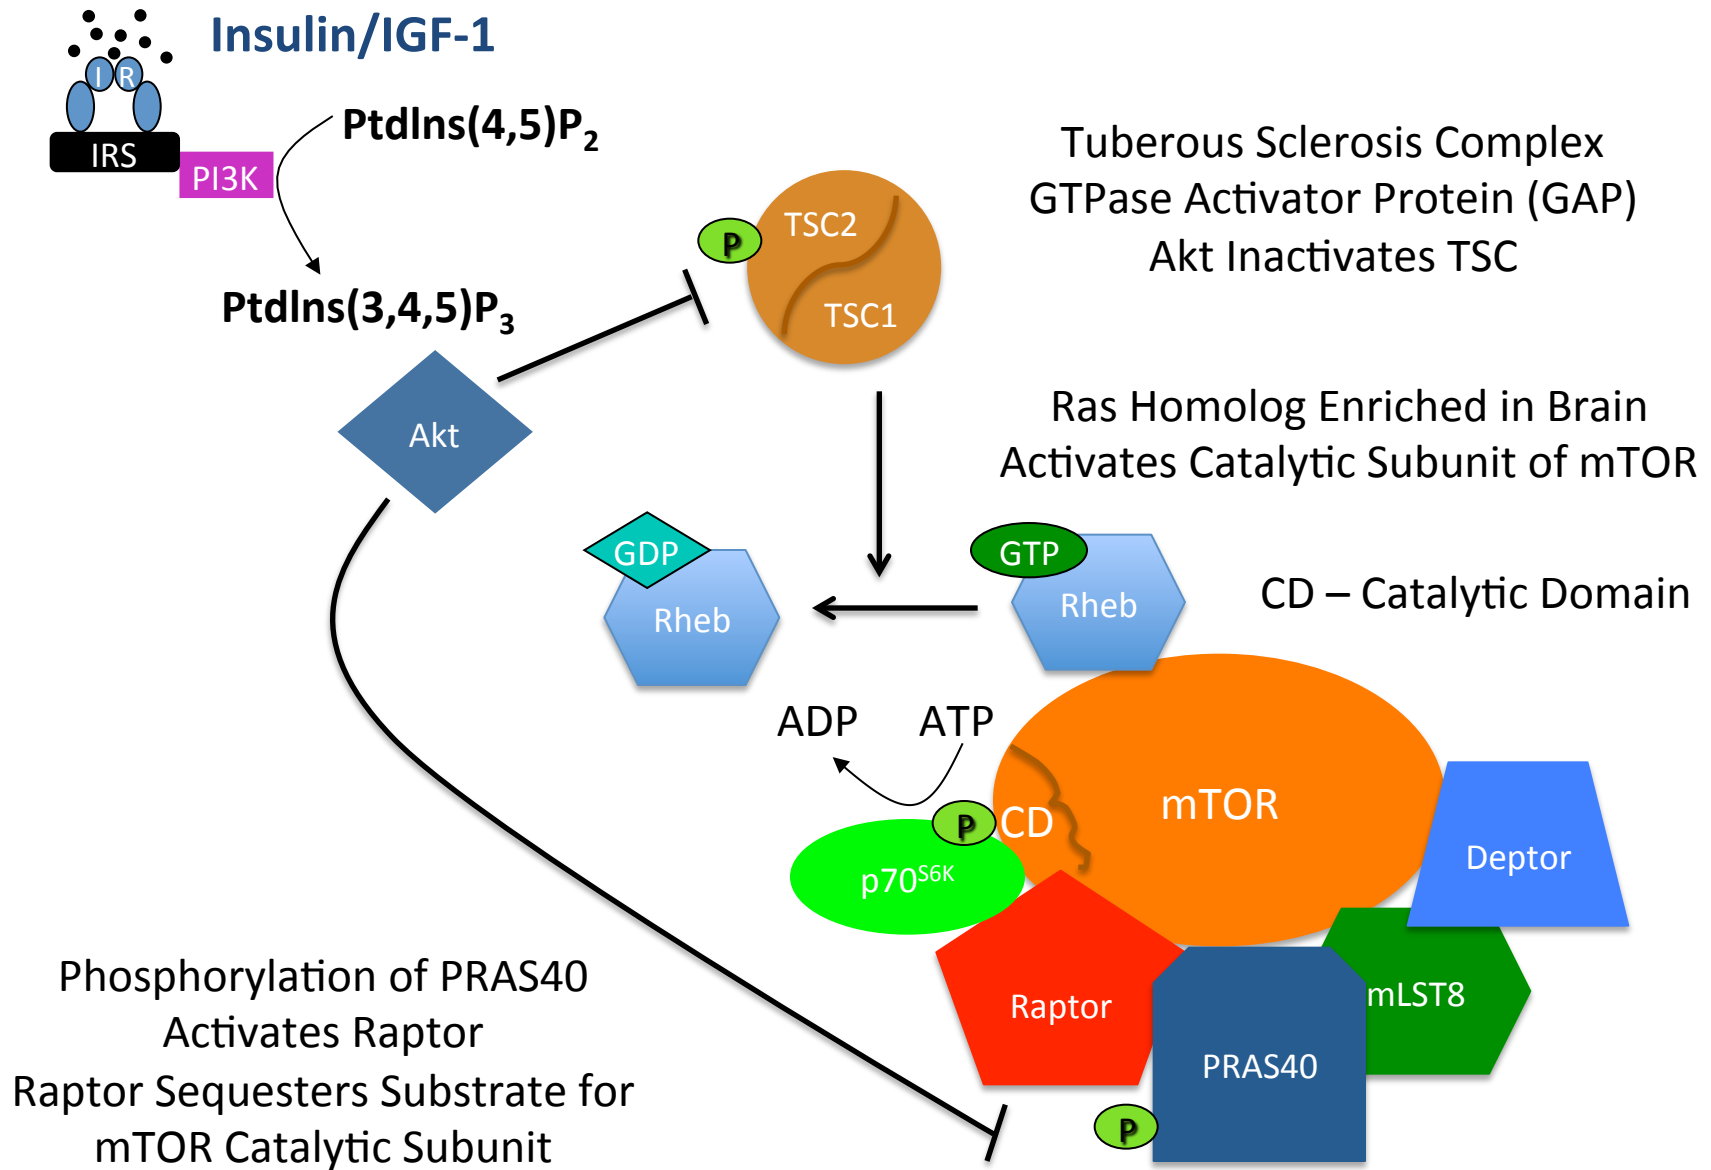 Insulin/IGF-1
I R
IRS
PI3K
PtdIns(4,5)P2
PtdIns(3,4,5)P3
Akt
P
TSC2
TSC1
Tuberous Sclerosis Complex
GTPase Activator Protein (GAP)
Akt Inactivates TSC
Ras Homolog Enriched in Brain
Activates Catalytic Subunit of mTOR
GDP
Rheb
GTP
Rheb
CD – Catalytic Domain
ADP ATP
P
CD
mTOR
p70S6K
Deptor
Raptor
mLST8
PRAS40
P
Phosphorylation of PRAS40
Activates Raptor
Raptor Sequesters Substrate for
mTOR Catalytic Subunit